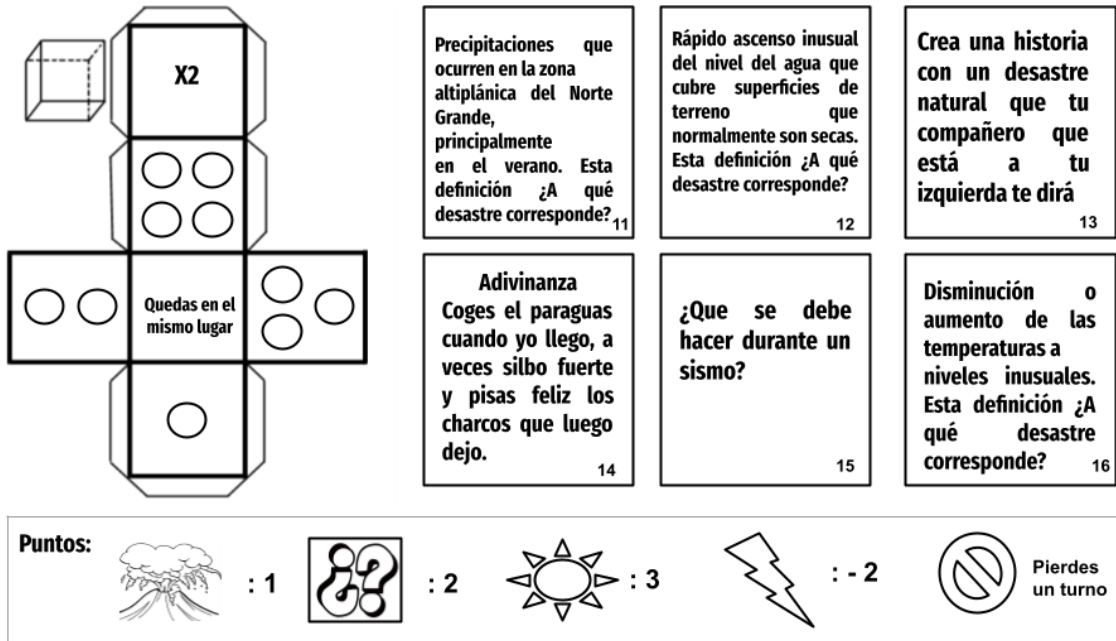 X2
Quedas en el
mismo lugar
Precipitaciones que
ocurren en la zona
altiplánica del Norte
Grande,
principalmente
en el verano. Esta
definición ¿A qué
desastre corresponde?
11
Rápido ascenso inusual
del nivel del agua que
cubre superficies de
terreno que
normalmente son secas.
Esta definición ¿A qué
desastre corresponde?
12
Crea una historia
con un desastre
natural que tu
compañero que
está a tu
izquierda te dirá
13
Adivinanza
Coges el paraguas
cuando yo llego, a
veces silbo fuerte
y pisas feliz los
charcos que luego
dejo.
14
¿Que se debe
hacer durante un
sismo?
15
Disminución o
aumento de las
temperaturas a
niveles inusuales.
Esta definición ¿A
qué desastre
corresponde?
16
Puntos:
: 1
¿?
: 2
: 3
: - 2
Pierdes
un turno